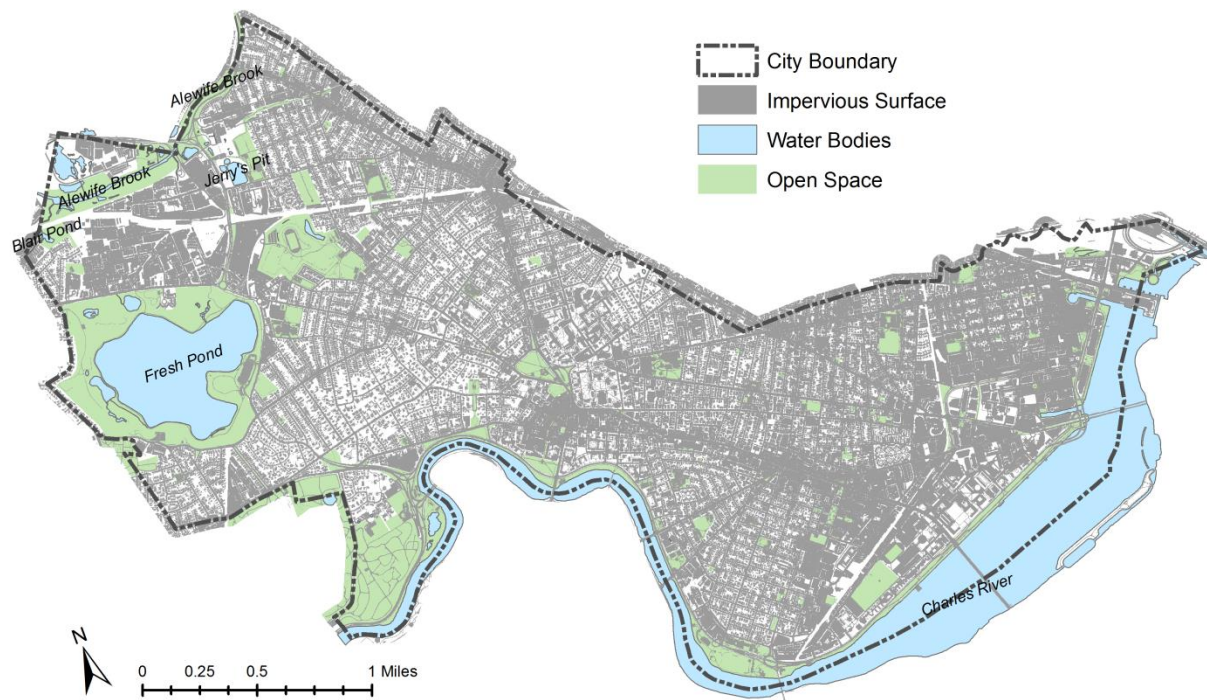 City Boundary
Impervious Surface
Water Bodies
Open Space
Alewife Brook
Jerry's Pit
Alewife Brook
Blair Pond
Fresh Pond
Charles River
N
0 0.25 0.5 1 Miles